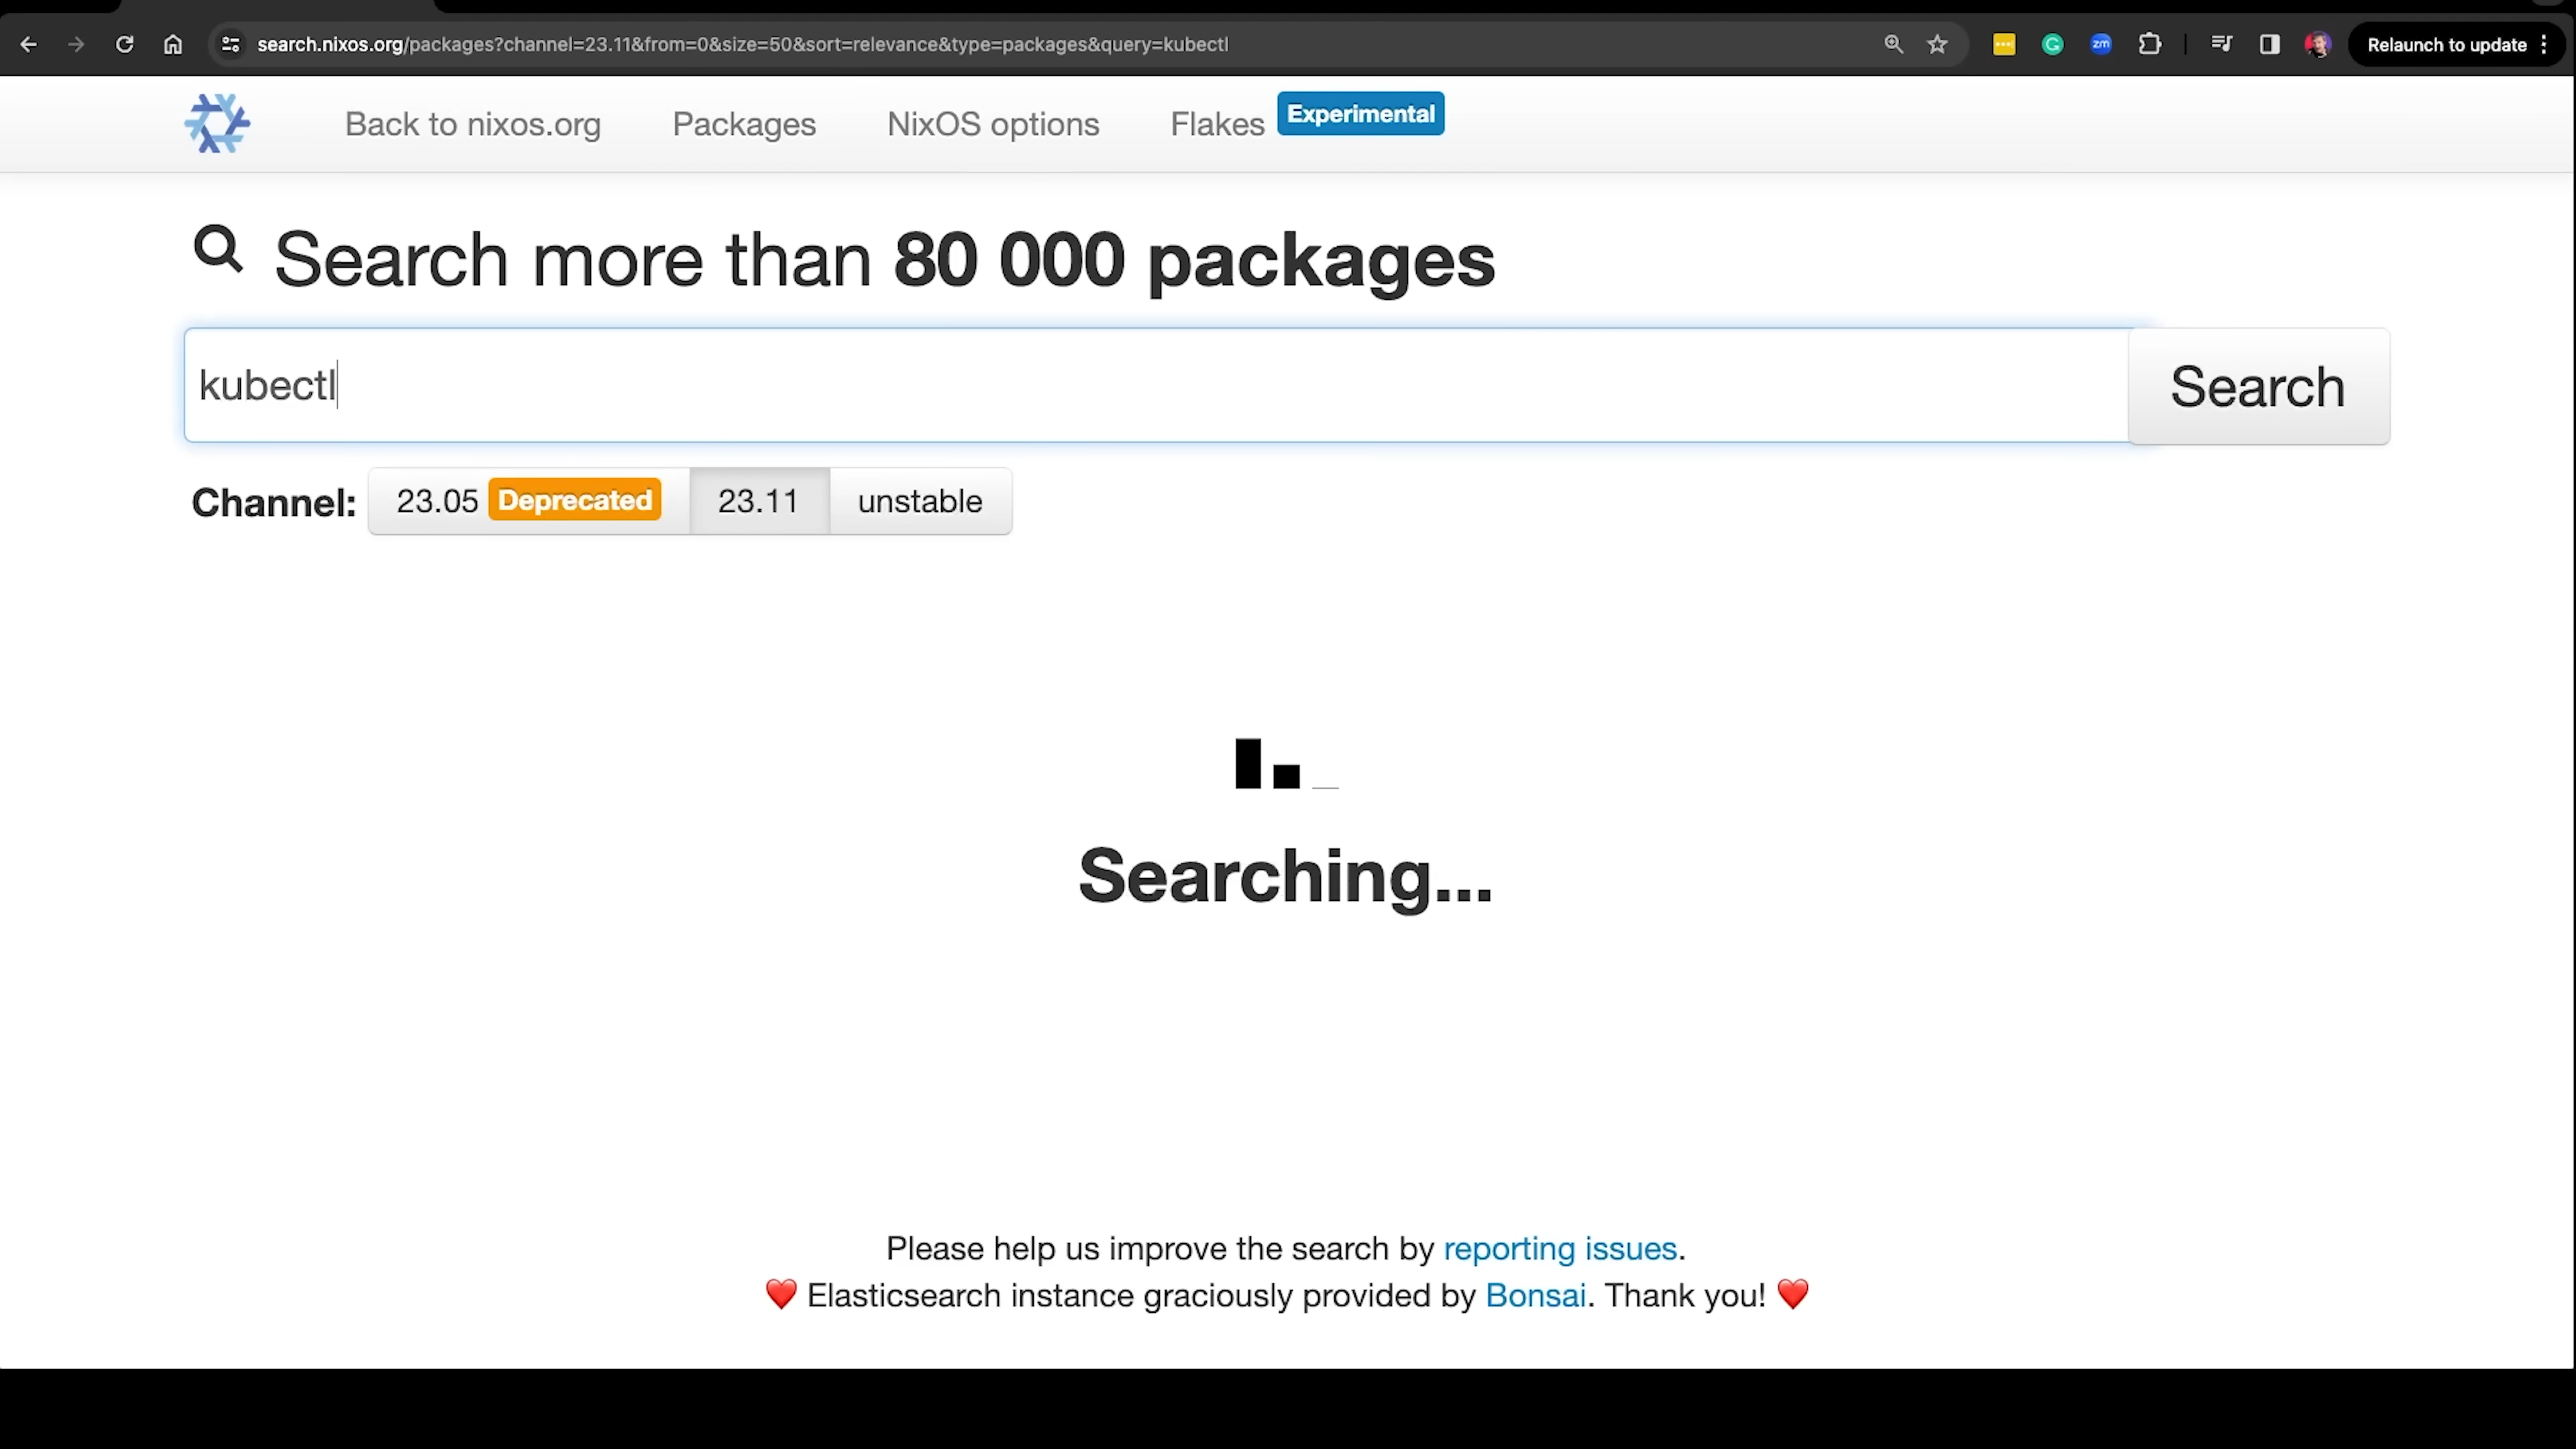 search.nixos.org/packages?channel=23.11&from=0&size=50&sort=relevance&type=packages&query=kubectl
zm
Relaunch to update
Back to nixos.org Packages NixOS options Flakes Experimental
Search more than 80 000 packages
kubectl Search
Channel: 23.05 Deprecated 23.11 unstable
Searching...
Please help us improve the search by reporting issues.
❤️ Elasticsearch instance graciously provided by Bonsai. Thank you! ❤️